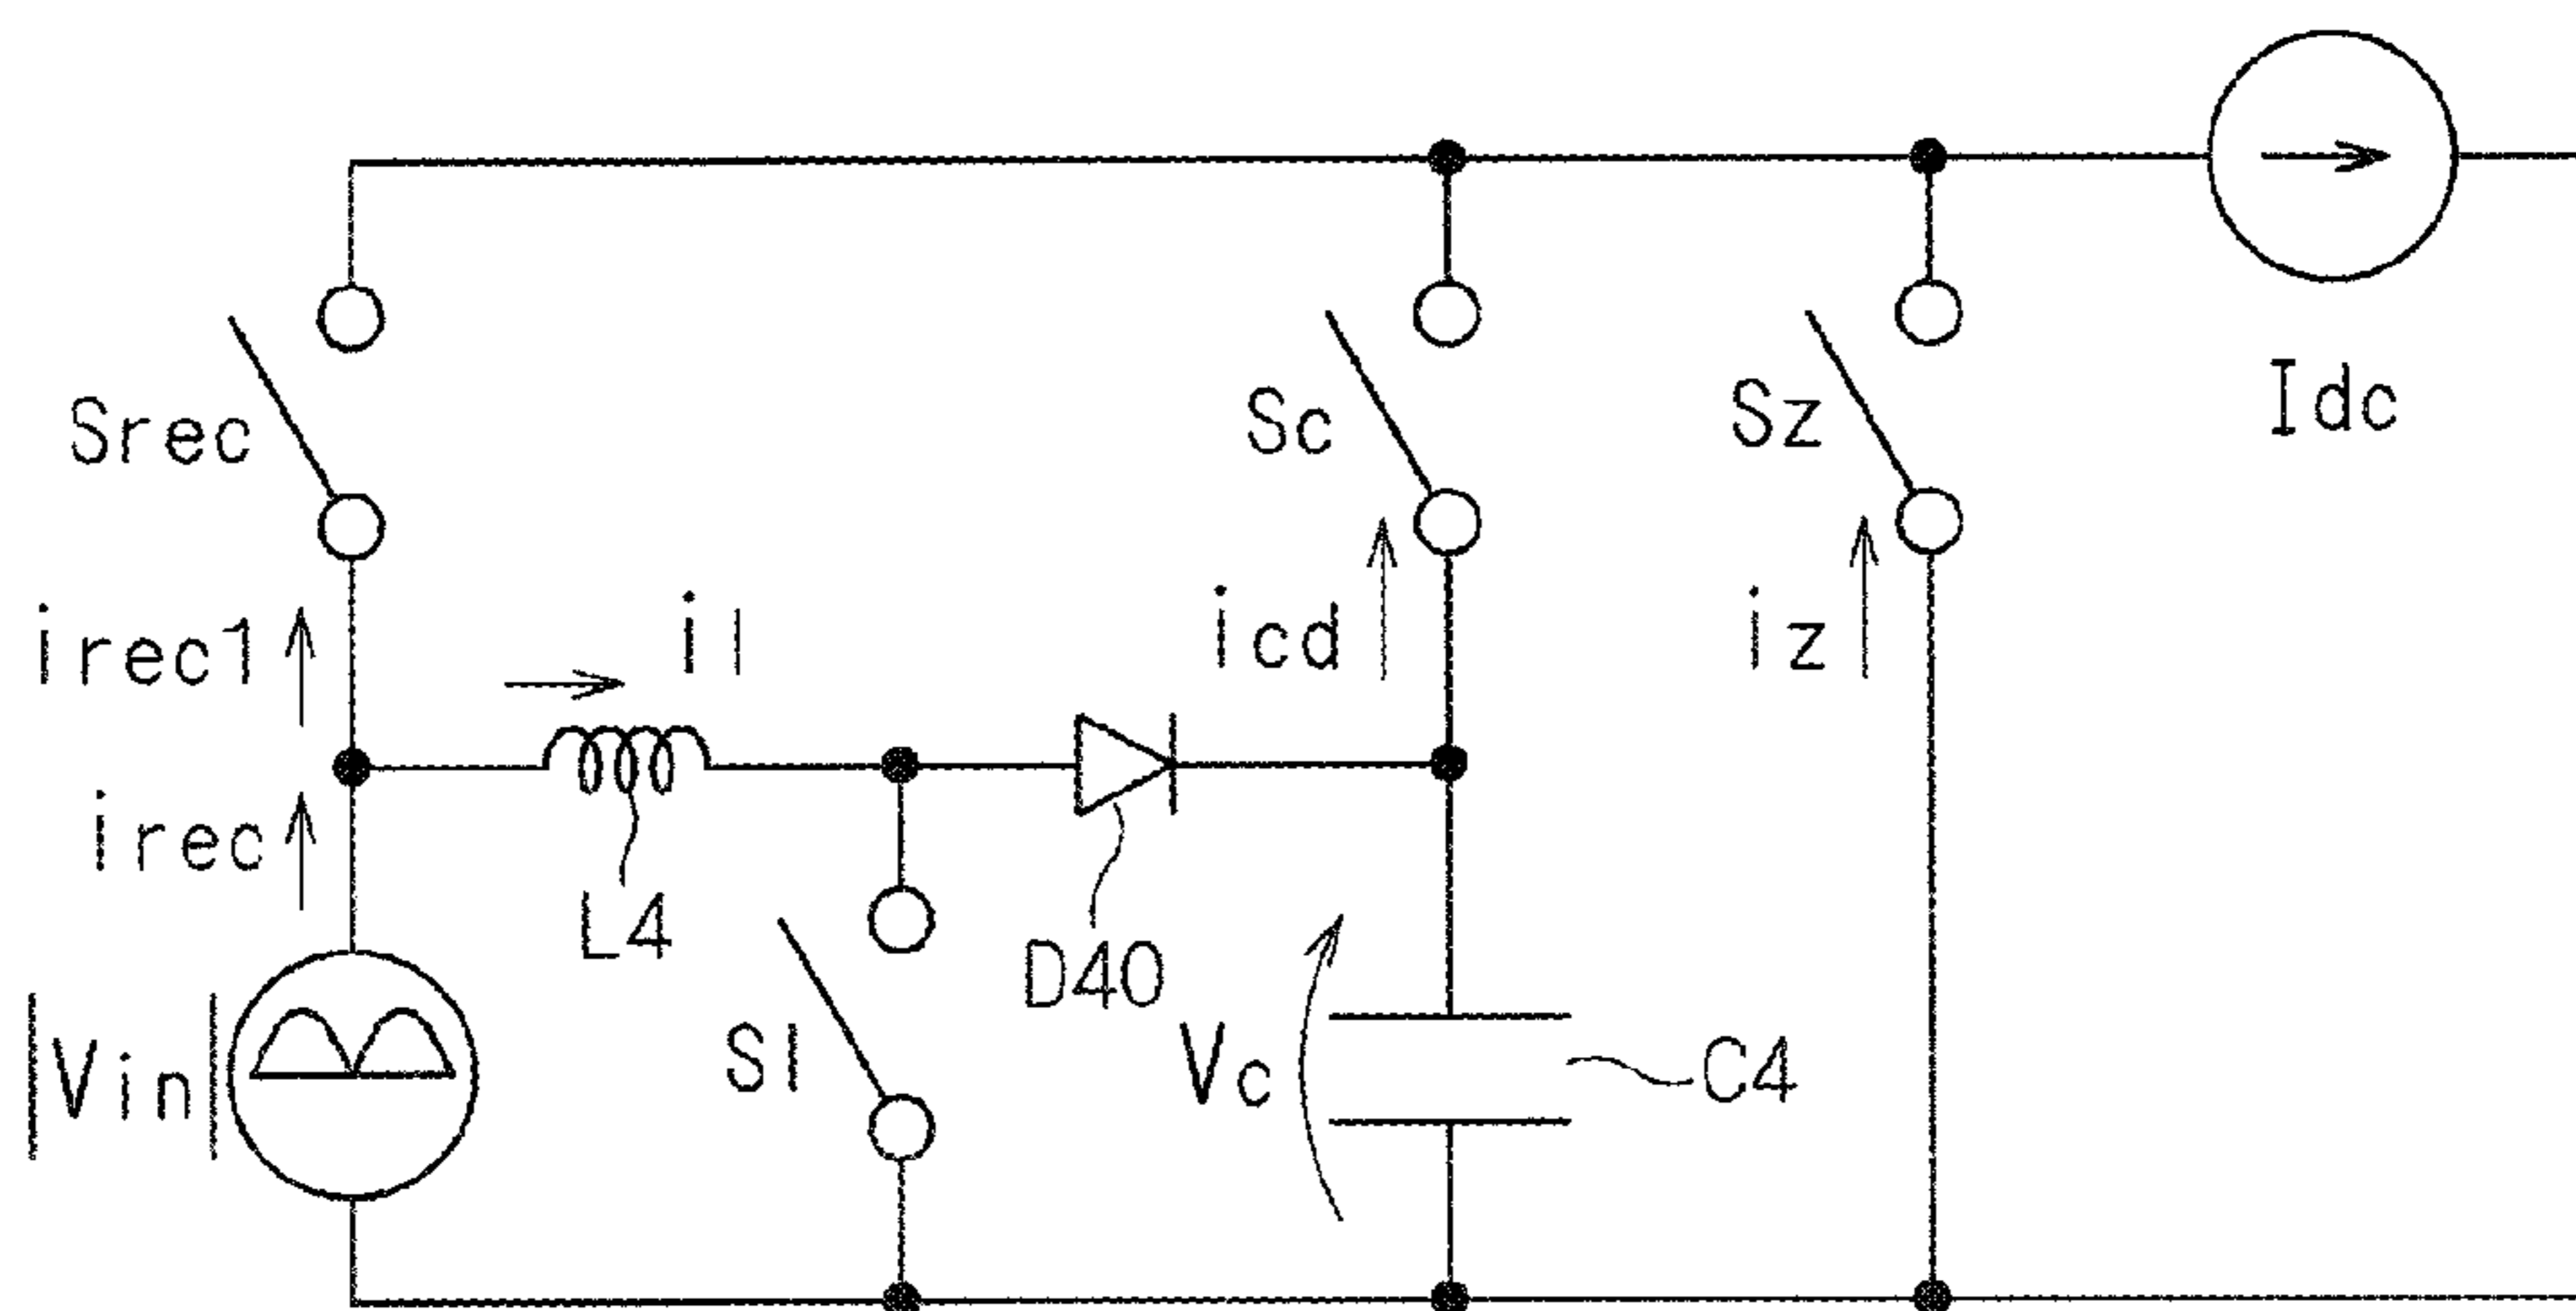 Idc
Srec
Sc
Sz
irec1
il
icd
iz
irec
L4
D40
|Vin|
Sl
Vc
C4